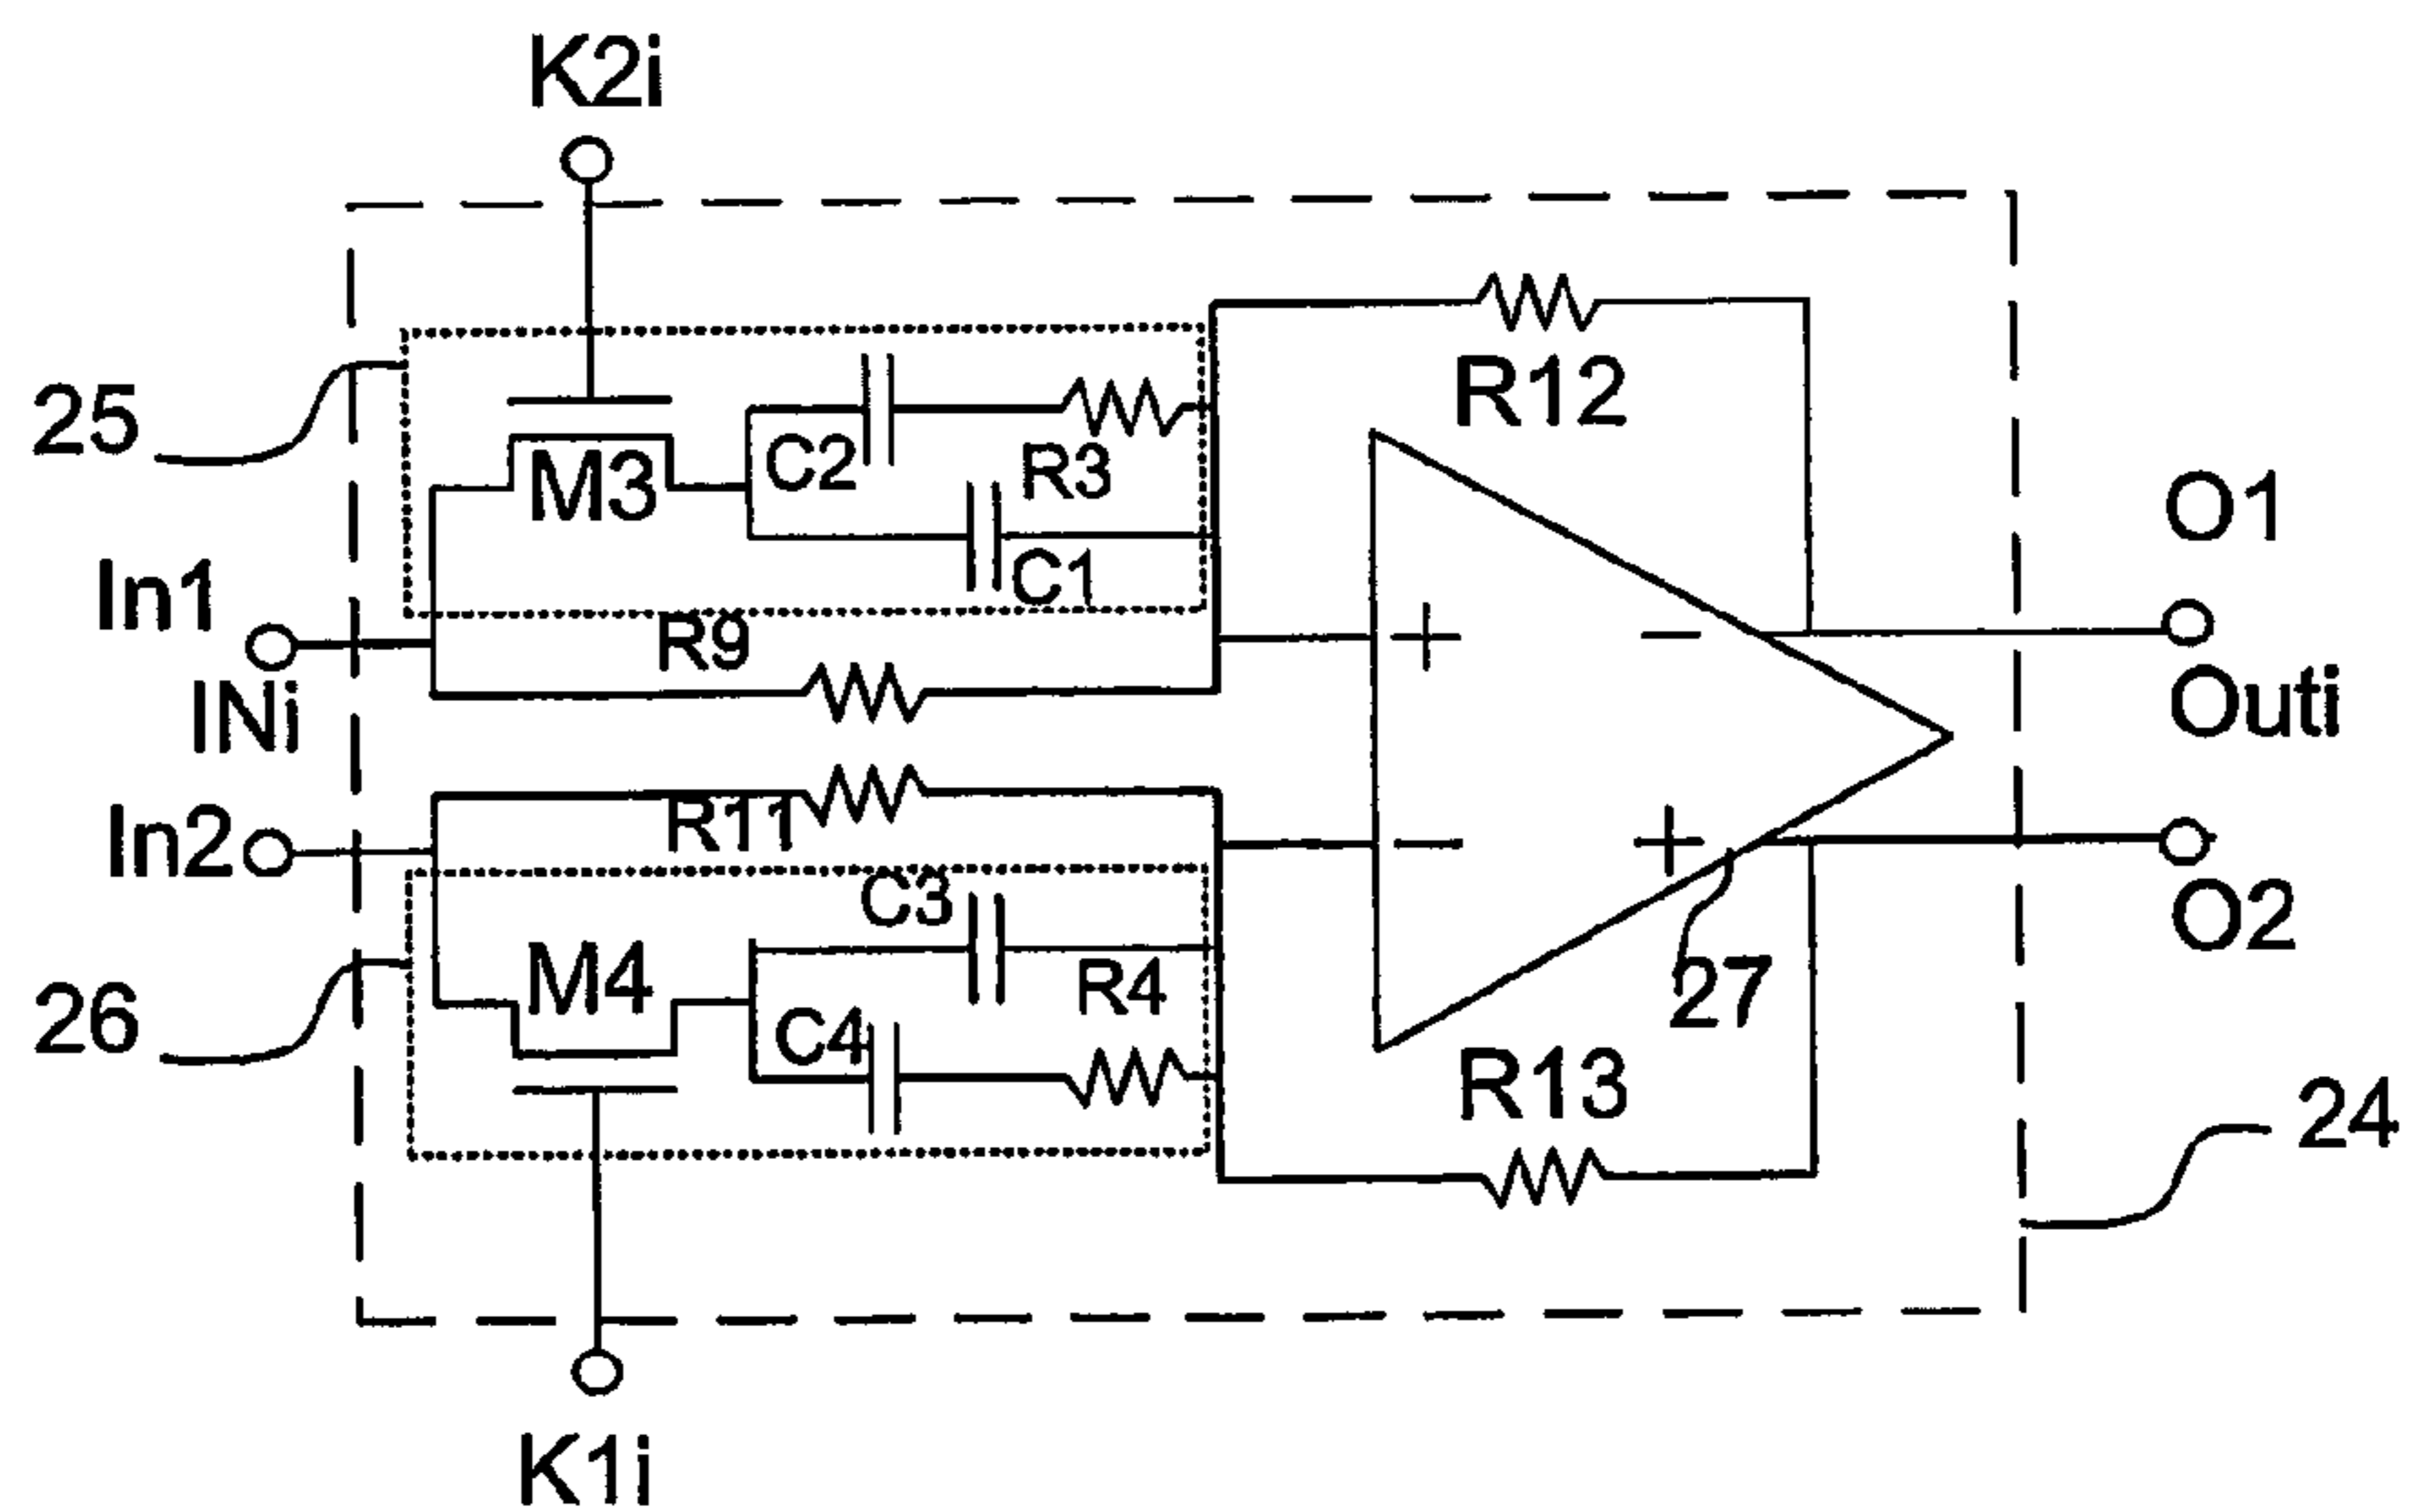 K2i
25
M3
C2
R3
C1
R12
In1
INi
R9
+
−
O1
Outi
In2
R11
−
+
O2
26
M4
C3
C4
R4
27
R13
24
K1i